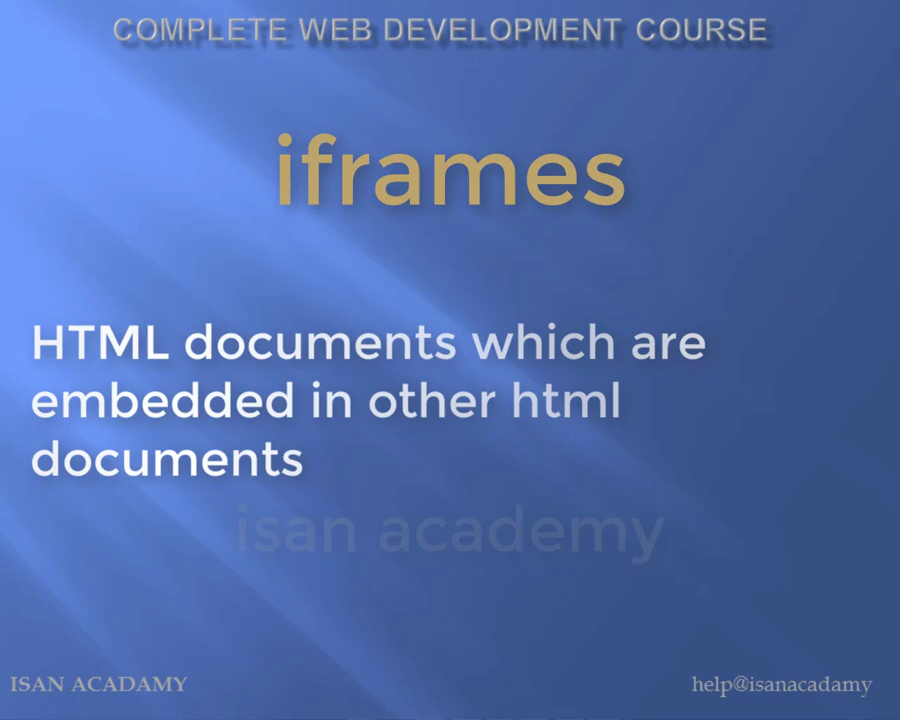 COMPLETE WEB DEVELOPMENT COURSE
iframes
HTML documents which are
embedded in other html
documents
isan academy
ISAN ACADAMY
help@isanacadamy